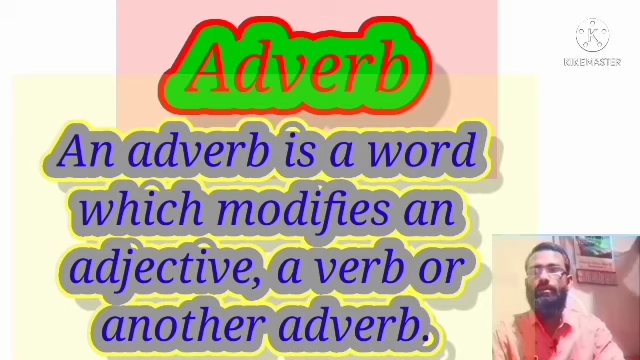 Adverb
KINEMASTER
An adverb is a word
which modifies an
adjective, a verb or
another adverb.